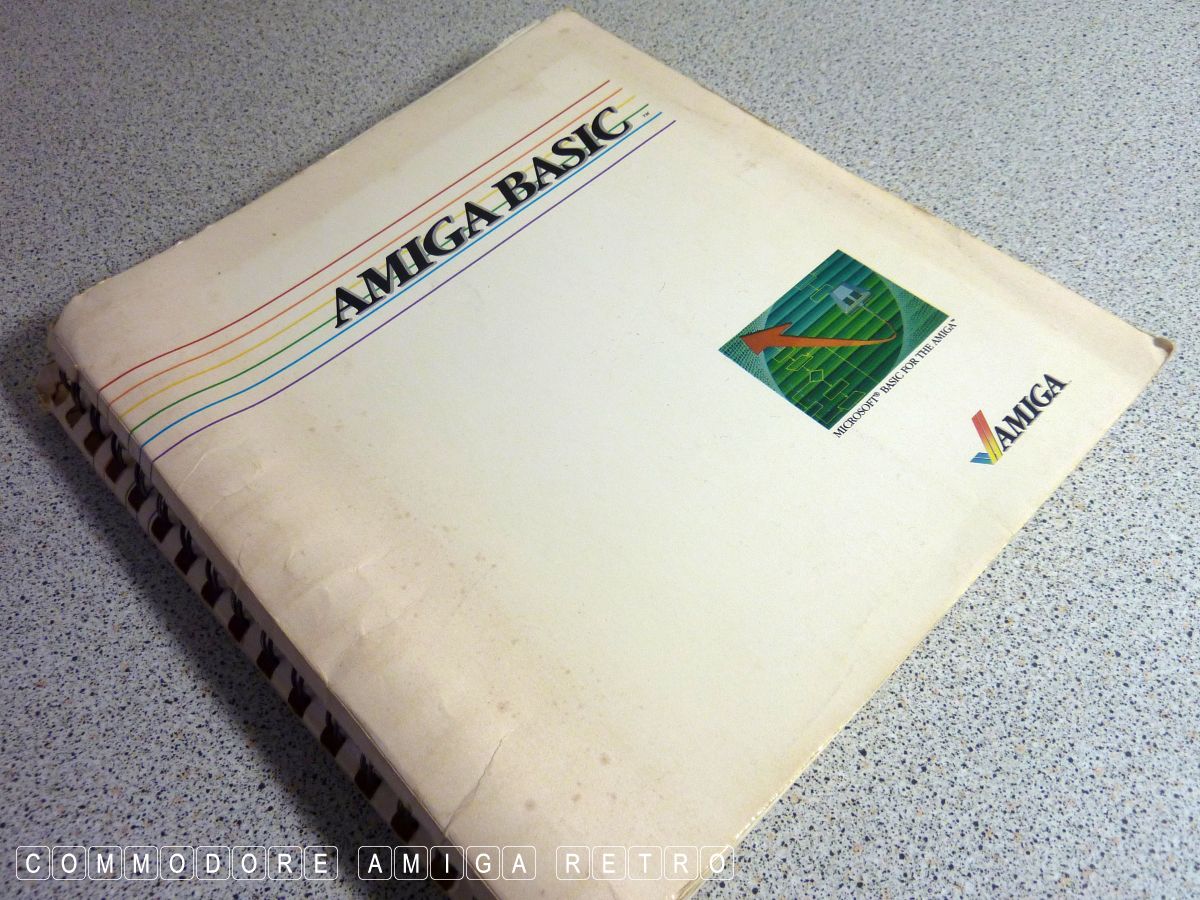 AMIGA BASIC™
MICROSOFT® BASIC FOR THE AMIGA™
AMIGA
COMMODORE AMIGA RETRO